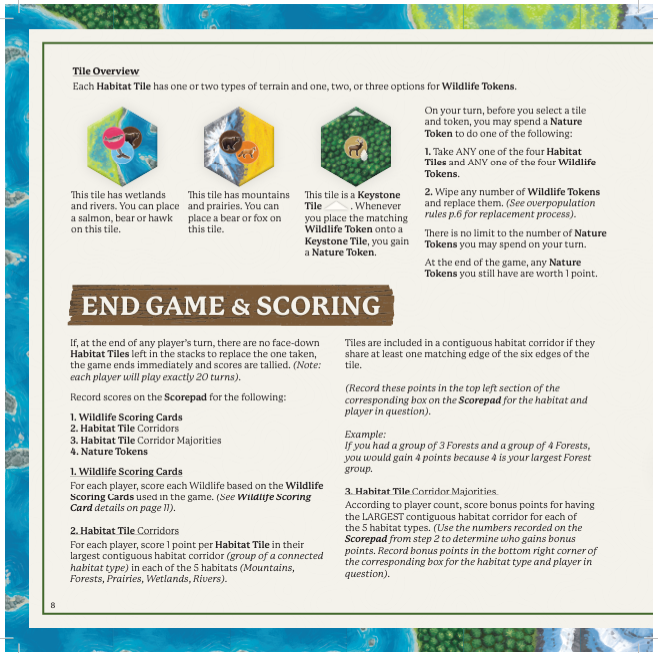 Tile Overview
Each Habitat Tile has one or two types of terrain and one, two, or three options for Wildlife Tokens.
This tile has wetlands
and rivers. You can place
a salmon, bear or hawk
on this tile.
This tile has mountains
and prairies. You can
place a bear or fox on
this tile.
This tile is a Keystone
Tile . Whenever
you place the matching
Wildlife Token onto a
Keystone Tile, you gain
a Nature Token.
On your turn, before you select a tile
and token, you may spend a Nature
Token to do one of the following:
1. Take ANY one of the four Habitat
Tiles and ANY one of the four Wildlife
Tokens.
2. Wipe any number of Wildlife Tokens
and replace them. (See overpopulation
rules p.6 for replacement process).
There is no limit to the number of Nature
Tokens you may spend on your turn.
At the end of the game, any Nature
Tokens you still have are worth 1 point.
END GAME & SCORING
If, at the end of any player's turn, there are no face-down
Habitat Tiles left in the stacks to replace the one taken,
the game ends immediately and scores are tallied. (Note:
each player will play exactly 20 turns).
Record scores on the Scorepad for the following:
1. Wildlife Scoring Cards
2. Habitat Tile Corridors
3. Habitat Tile Corridor Majorities
4. Nature Tokens
1. Wildlife Scoring Cards
For each player, score each Wildlife based on the Wildlife
Scoring Cards used in the game. (See Wildlife Scoring
Card details on page 11).
2. Habitat Tile Corridors
For each player, score 1 point per Habitat Tile in their
largest contiguous habitat corridor (group of a connected
habitat type) in each of the 5 habitats (Mountains,
Forests, Prairies, Wetlands, Rivers).
Tiles are included in a contiguous habitat corridor if they
share at least one matching edge of the six edges of the
tile.
(Record these points in the top left section of the
corresponding box on the Scorepad for the habitat and
player in question).
Example:
If you had a group of 3 Forests and a group of 4 Forests,
you would gain 4 points because 4 is your largest Forest
group.
3. Habitat Tile Corridor Majorities
According to player count, score bonus points for having
the LARGEST contiguous habitat corridor for each of
the 5 habitat types. (Use the numbers recorded on the
Scorepad from step 2 to determine who gains bonus
points. Record bonus points in the bottom right corner of
the corresponding box for the habitat type and player in
question).
8